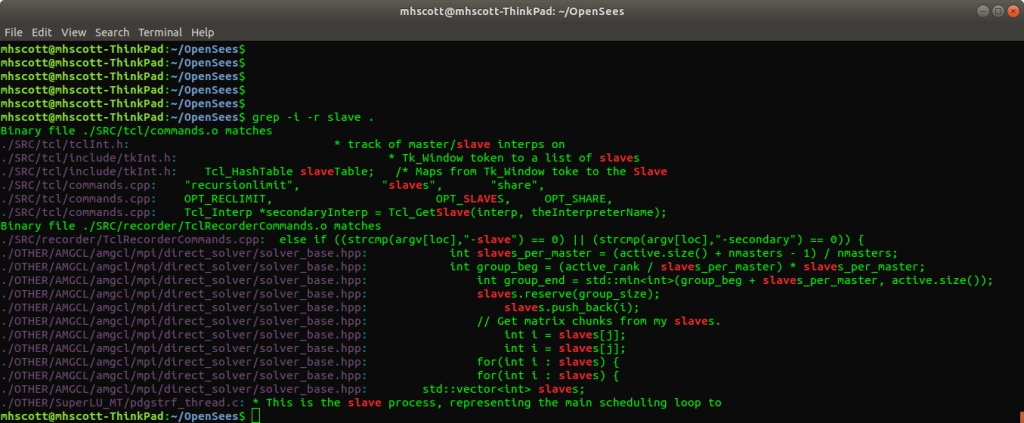 mhscott@mhscott-ThinkPad: ~/OpenSees
File Edit View Search Terminal Help
mhscott@mhscott-ThinkPad:~/OpenSees$
mhscott@mhscott-ThinkPad:~/OpenSees$
mhscott@mhscott-ThinkPad:~/OpenSees$
mhscott@mhscott-ThinkPad:~/OpenSees$
mhscott@mhscott-ThinkPad:~/OpenSees$
mhscott@mhscott-ThinkPad:~/OpenSees$ grep -i -r slave .
Binary file ./SRC/tcl/commands.o matches
./SRC/tcl/tclInt.h: * track of master/slave interps on
./SRC/tcl/include/tkInt.h: * Tk_Window token to a list of slaves
./SRC/tcl/include/tkInt.h: Tcl_HashTable slaveTable; /* Maps from Tk_Window toke to the Slave
./SRC/tcl/commands.cpp: "recursionlimit", "slaves", "share",
./SRC/tcl/commands.cpp: OPT_RECLIMIT, OPT_SLAVES, OPT_SHARE,
./SRC/tcl/commands.cpp: Tcl_Interp *secondaryInterp = Tcl_GetSlave(interp, theInterpreterName);
Binary file ./SRC/recorder/TclRecorderCommands.o matches
./SRC/recorder/TclRecorderCommands.cpp: else if ((strcmp(argv[loc],"-slave") == 0) || (strcmp(argv[loc],"-secondary") == 0)) {
./OTHER/AMGCL/amgcl/mpi/direct_solver/solver_base.hpp: int slaves_per_master = (active.size() + nmasters - 1) / nmasters;
./OTHER/AMGCL/amgcl/mpi/direct_solver/solver_base.hpp: int group_beg = (active_rank / slaves_per_master) * slaves_per_master;
./OTHER/AMGCL/amgcl/mpi/direct_solver/solver_base.hpp: int group_end = std::min<int>(group_beg + slaves_per_master, active.size());
./OTHER/AMGCL/amgcl/mpi/direct_solver/solver_base.hpp: slaves.reserve(group_size);
./OTHER/AMGCL/amgcl/mpi/direct_solver/solver_base.hpp: slaves.push_back(i);
./OTHER/AMGCL/amgcl/mpi/direct_solver/solver_base.hpp: // Get matrix chunks from my slaves.
./OTHER/AMGCL/amgcl/mpi/direct_solver/solver_base.hpp: int i = slaves[j];
./OTHER/AMGCL/amgcl/mpi/direct_solver/solver_base.hpp: int i = slaves[j];
./OTHER/AMGCL/amgcl/mpi/direct_solver/solver_base.hpp: for(int i : slaves) {
./OTHER/AMGCL/amgcl/mpi/direct_solver/solver_base.hpp: for(int i : slaves) {
./OTHER/AMGCL/amgcl/mpi/direct_solver/solver_base.hpp: std::vector<int> slaves;
./OTHER/SuperLU_MT/pdgstrf_thread.c: * This is the slave process, representing the main scheduling loop to
mhscott@mhscott-ThinkPad:~/OpenSees$